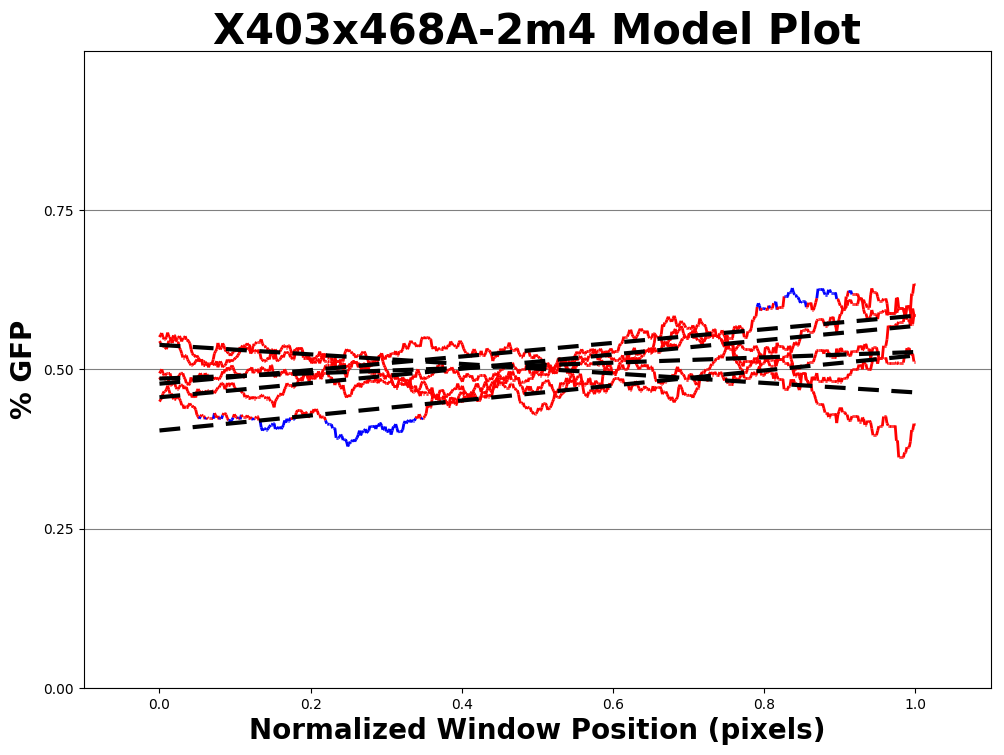 X403x468A-2m4 Model Plot
% GFP
0.75
0.50
0.25
0.00
0.0 0.2 0.4 0.6 0.8 1.0
Normalized Window Position (pixels)